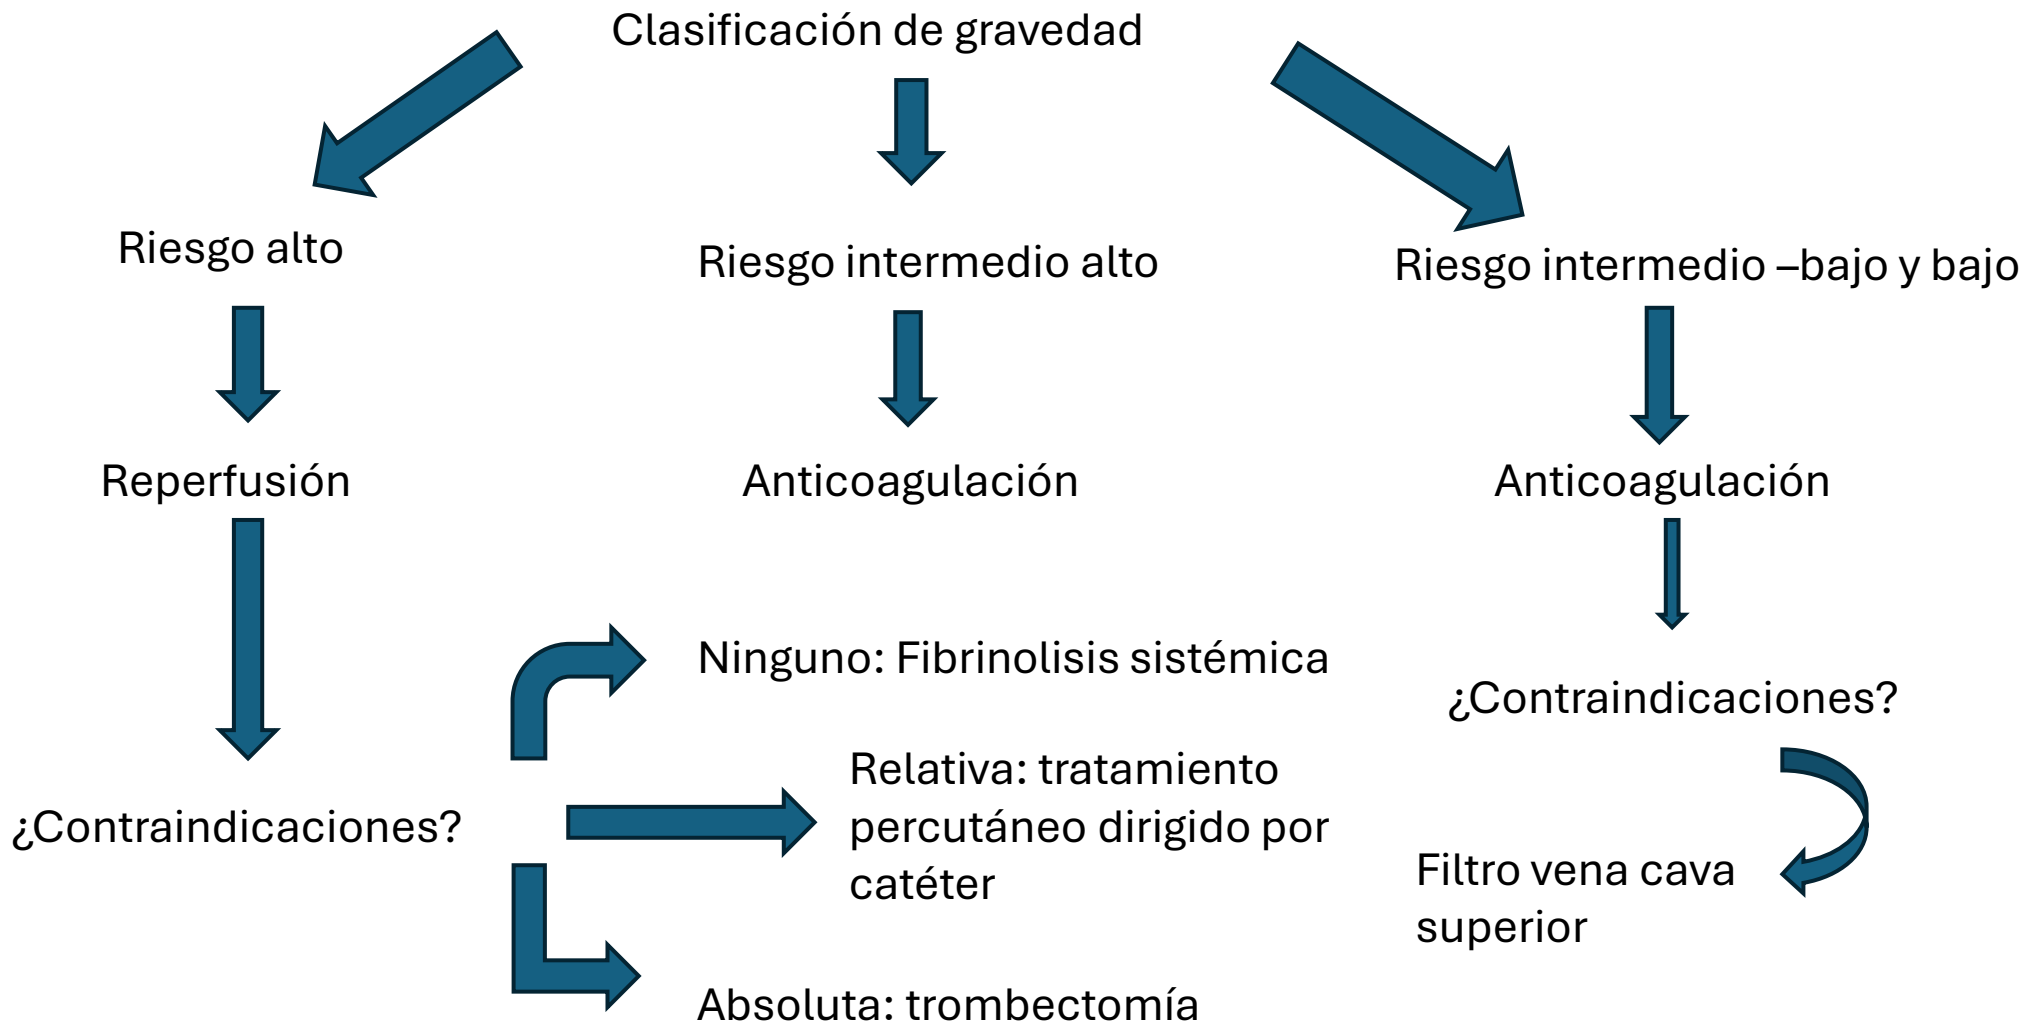 Clasificación de gravedad
Riesgo alto
Riesgo intermedio alto
Riesgo intermedio –bajo y bajo
Reperfusión
Anticoagulación
Anticoagulación
Ninguno: Fibrinolisis sistémica
¿Contraindicaciones?
¿Contraindicaciones?
Relativa: tratamiento
percutáneo dirigido por
catéter
Filtro vena cava
superior
Absoluta: trombectomía